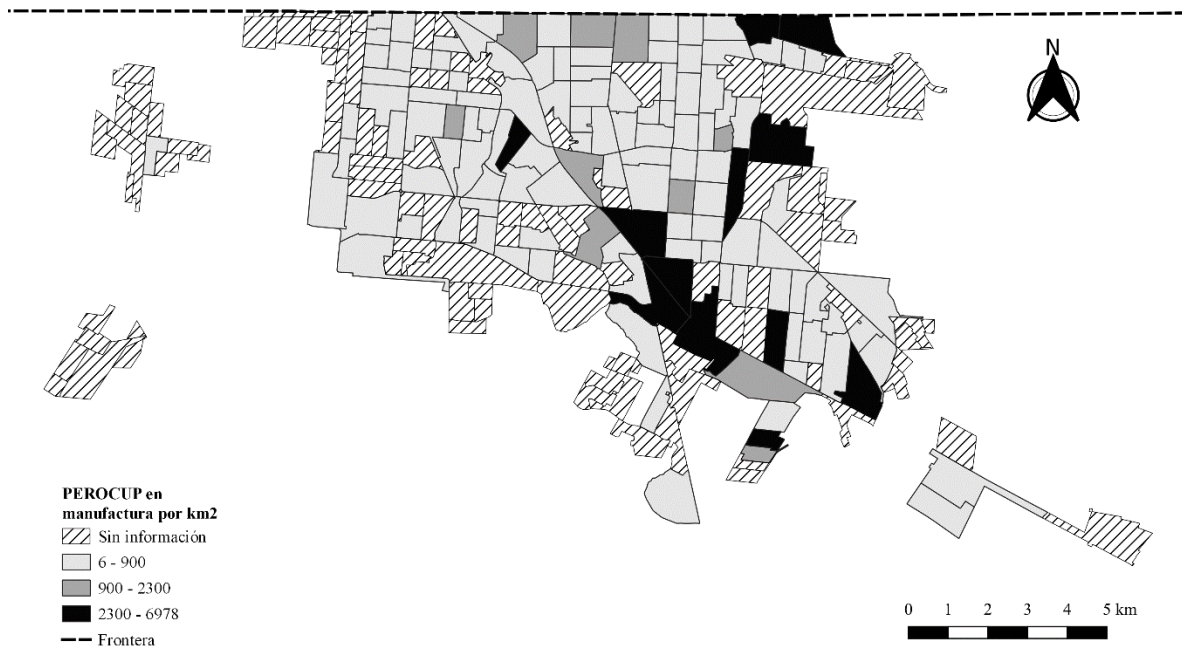 N
PEROCUP en
manufactura por km2
Sin información
6 - 900
900 - 2300
2300 - 6978
Frontera
0 1 2 3 4 5 km